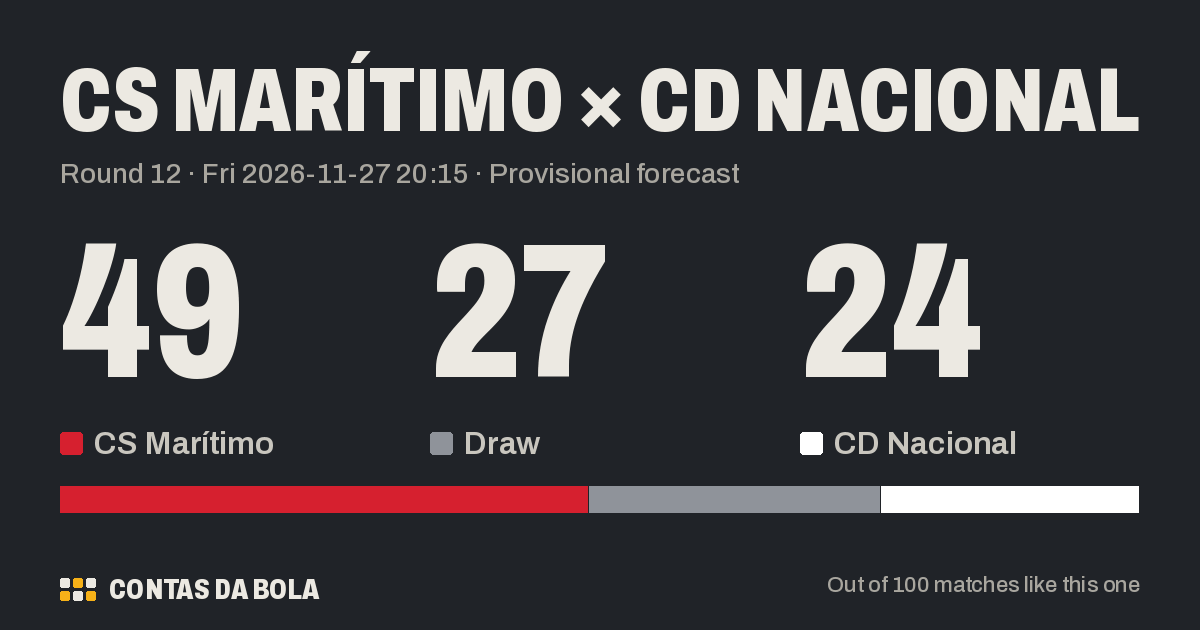 CS MARÍTIMO × CD NACIONAL
Round 12 · Fri 2026-11-27 20:15 · Provisional forecast
49 27 24
CS Marítimo Draw CD Nacional
CONTAS DA BOLA
Out of 100 matches like this one